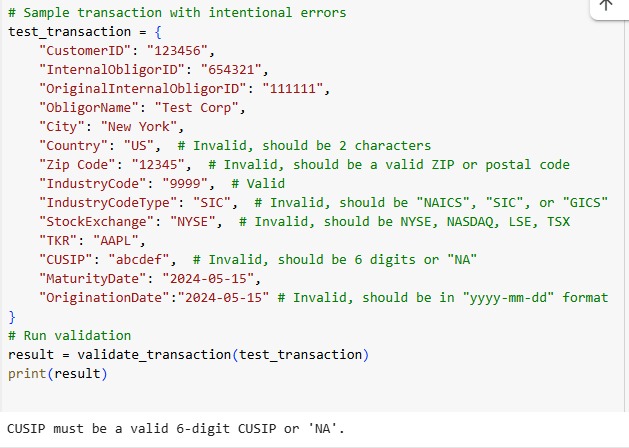 # Sample transaction with intentional errors
test_transaction = {
    "CustomerID": "123456",
    "InternalObligorID": "654321",
    "OriginalInternalObligorID": "111111",
    "ObligorName": "Test Corp",
    "City": "New York",
    "Country": "US",  # Invalid, should be 2 characters
    "Zip Code": "12345",  # Invalid, should be a valid ZIP or postal code
    "IndustryCode": "9999",  # Valid
    "IndustryCodeType": "SIC",  # Invalid, should be "NAICS", "SIC", or "GICS"
    "StockExchange": "NYSE",  # Invalid, should be NYSE, NASDAQ, LSE, TSX
    "TKR": "AAPL",
    "CUSIP": "abcdef",  # Invalid, should be 6 digits or "NA"
    "MaturityDate": "2024-05-15",
    "OriginationDate":"2024-05-15" # Invalid, should be in "yyyy-mm-dd" format
}
# Run validation
result = validate_transaction(test_transaction)
print(result)
CUSIP must be a valid 6-digit CUSIP or 'NA'.